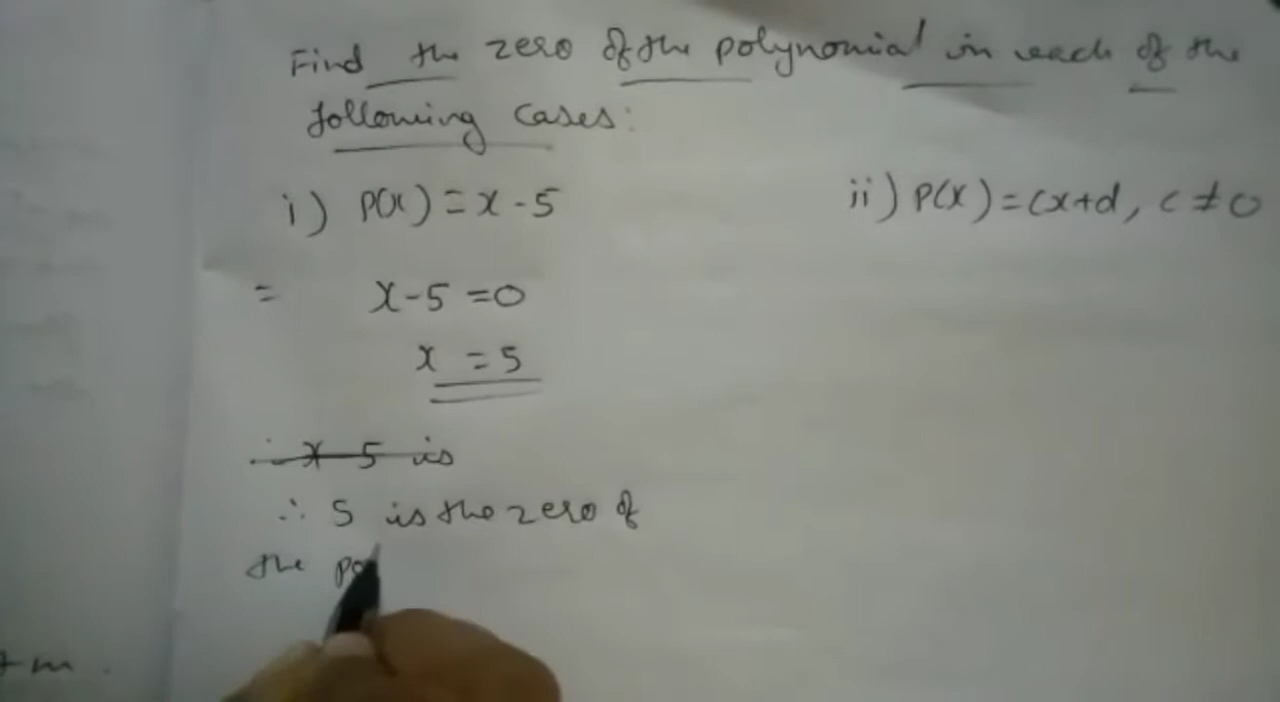 Find the zero of the polynomial in each of the
following cases:
i) P(x) = x - 5
ii) P(x) = cx+d, c ≠ 0
= x-5 = 0
x = 5
∴ x 5 is
∴ 5 is the zero of
the po
m.